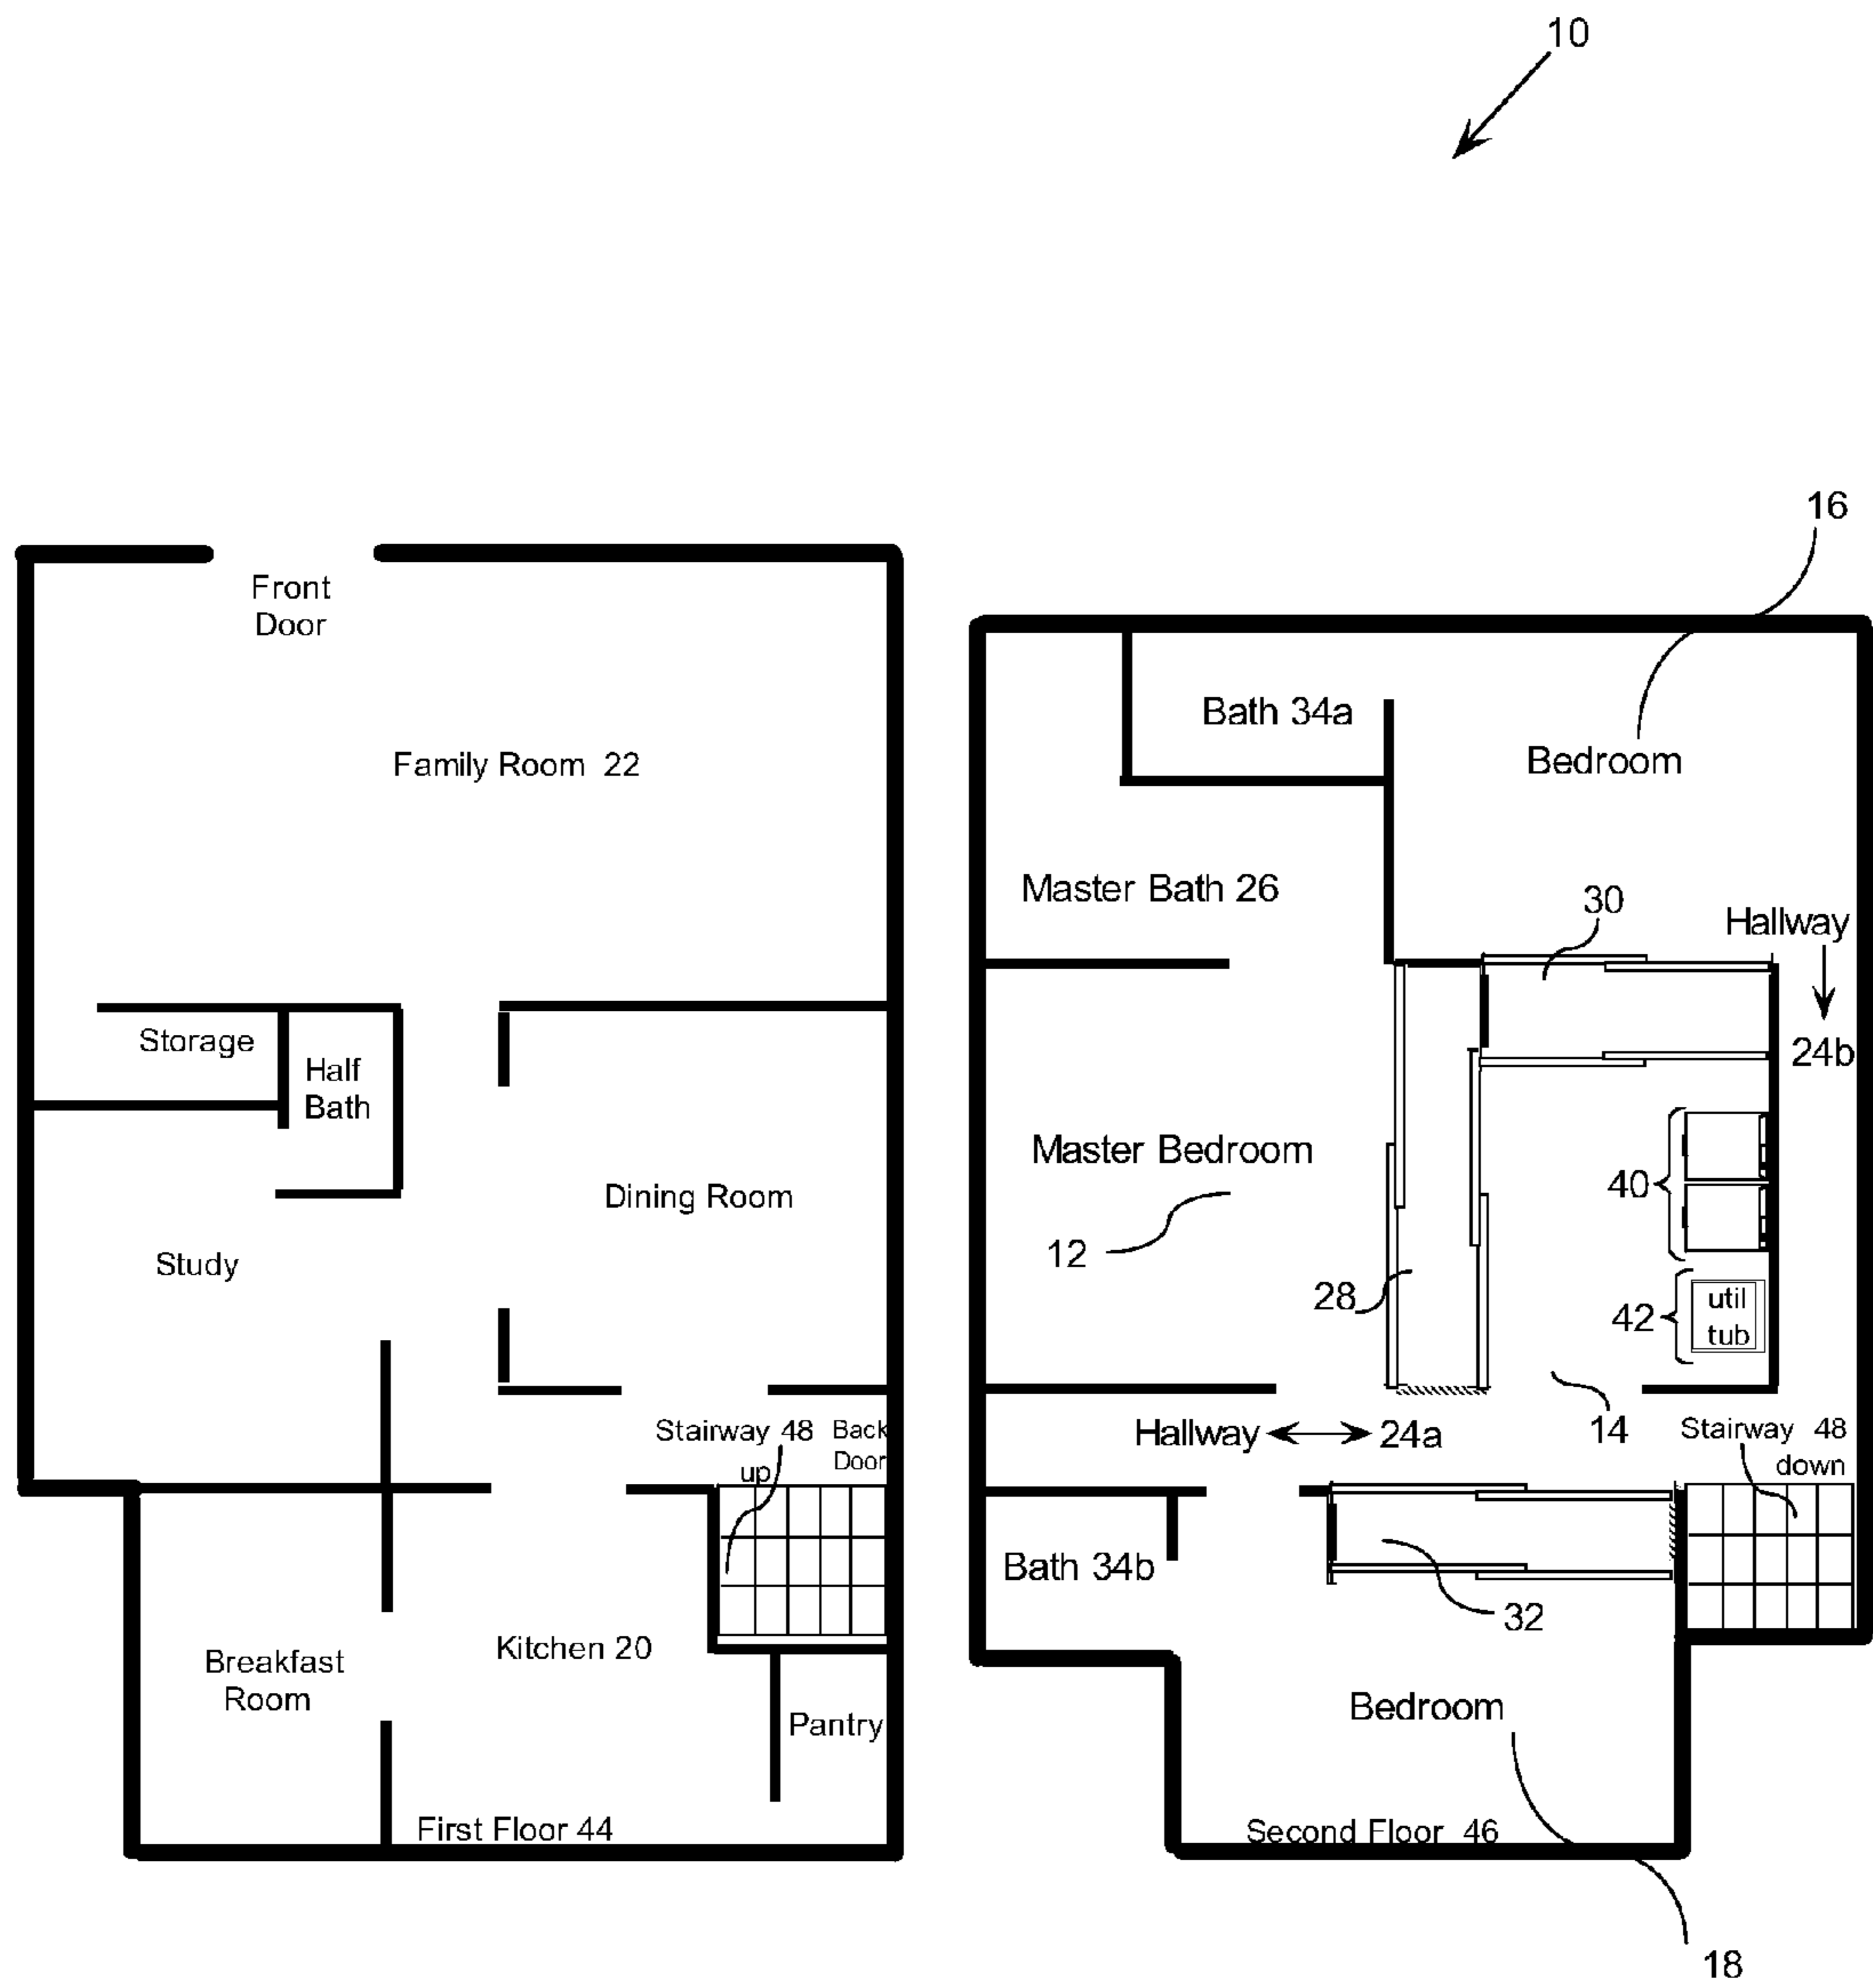 10
16
Front
Door
Family Room 22
Storage
Half
Bath
Dining Room
Study
Stairway 48
up
Back
Door
Kitchen 20
Breakfast
Room
Pantry
First Floor 44
Bath 34a
Bedroom
Master Bath 26
30
Hallway
24b
Master Bedroom
12
40
28
42
util
tub
Hallway
24a
14
Stairway 48
down
Bath 34b
32
Bedroom
Second Floor 46
18